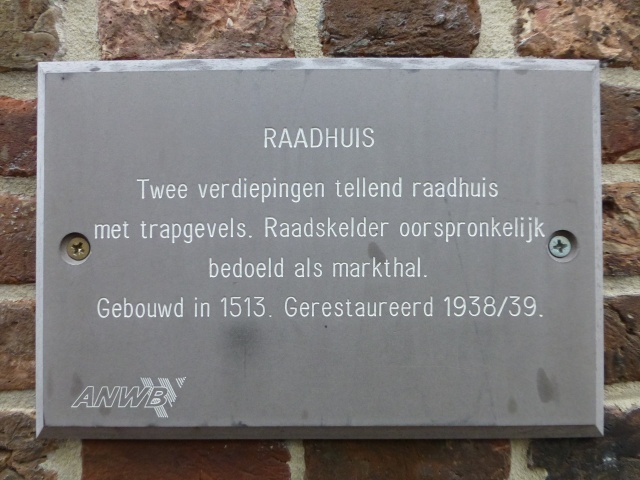 RAADHUIS
Twee verdiepingen tellend raadhuis
met trapgevels. Raadskelder oorspronkelijk
bedoeld als markthal.
Gebouwd in 1513. Gerestaureerd 1938/39.
ANWB